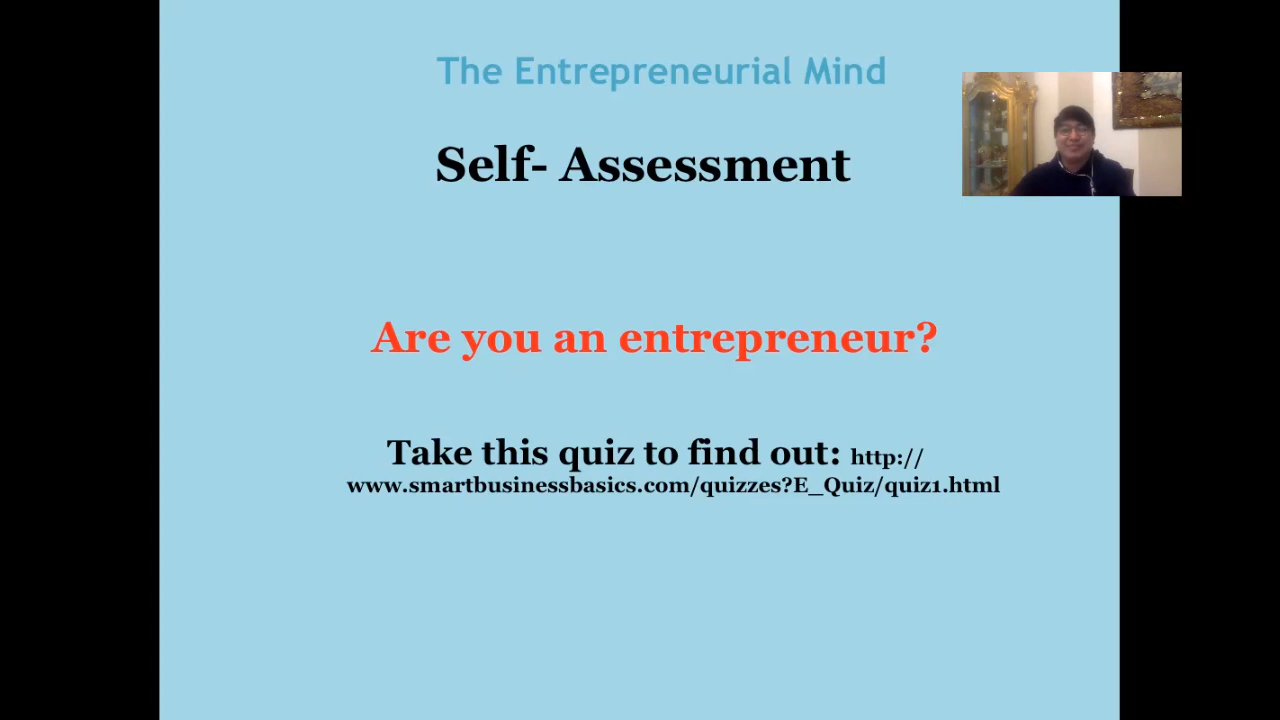 The Entrepreneurial Mind
Self- Assessment
Are you an entrepreneur?
Take this quiz to find out: http://
www.smartbusinessbasics.com/quizzes?E_Quiz/quiz1.html